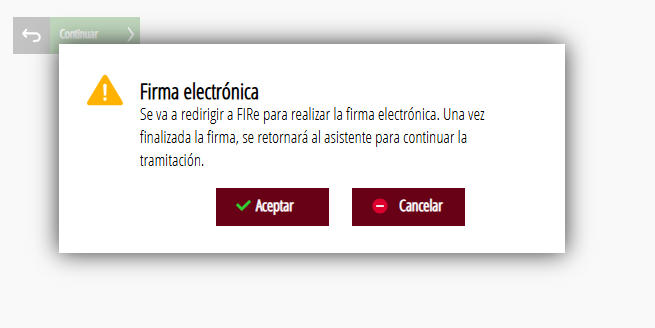 Continuar
Firma electrónica
Se va a redirigir a FIRe para realizar la firma electrónica. Una vez
finalizada la firma, se retornará al asistente para continuar la
tramitación.
Aceptar
Cancelar